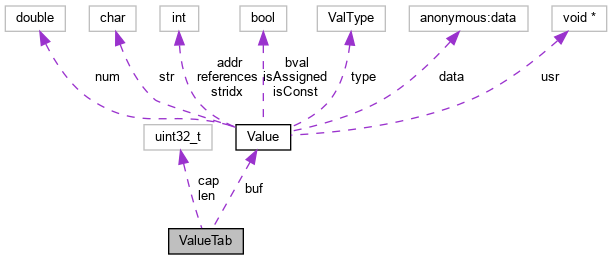 double
char
int
bool
ValType
anonymous:data
void *
num
str
addr
references
stridx
bval
isAssigned
isConst
type
data
usr
uint32_t
Value
cap
len
buf
ValueTab